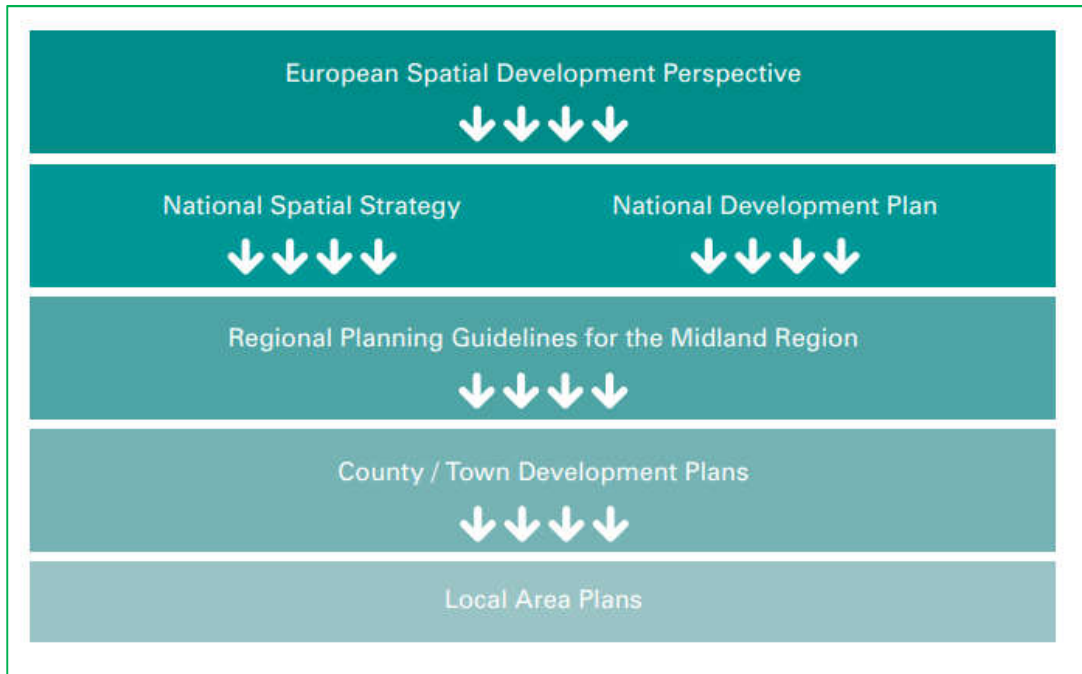 European Spatial Development Perspective
National Spatial Strategy
National Development Plan
Regional Planning Guidelines for the Midland Region
County / Town Development Plans
Local Area Plans